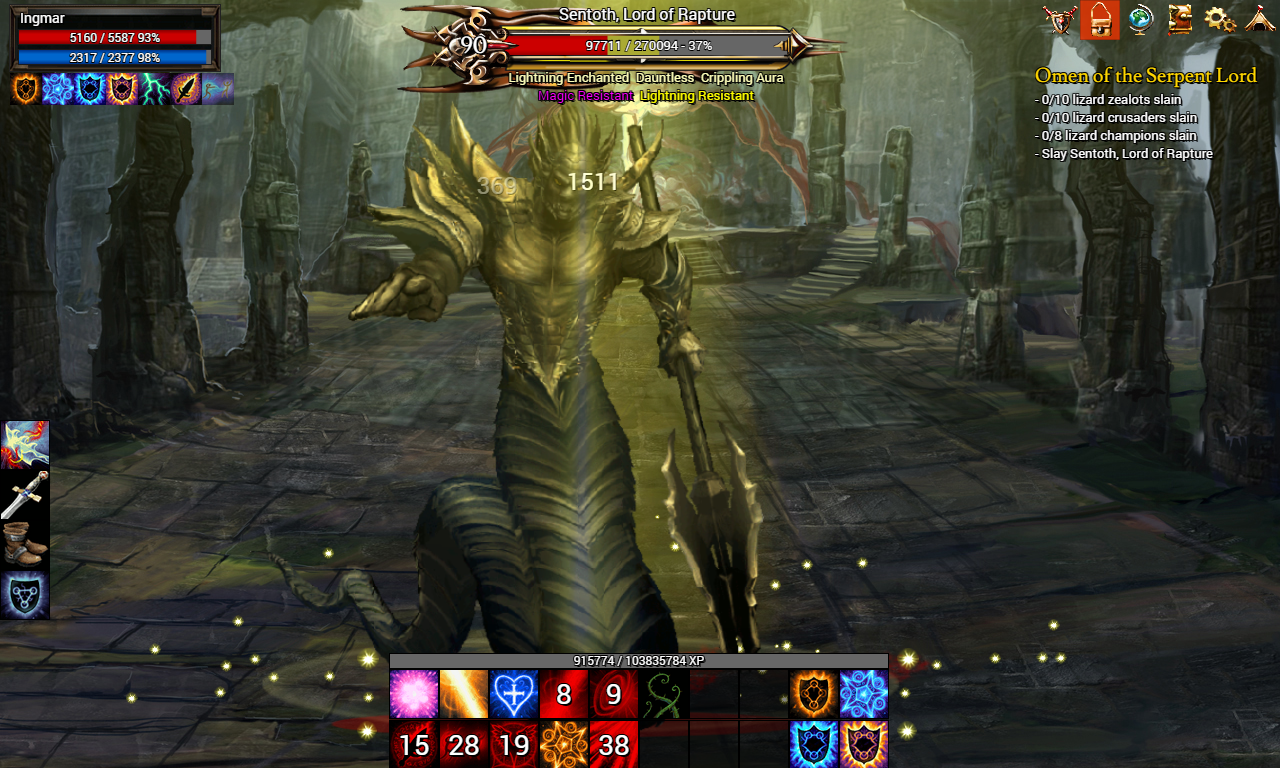 Ingmar
5160 / 5587 93%
2317 / 2377 98%
Sentoth, Lord of Rapture
90
97711 / 270094 - 37%
Lightning Enchanted Dauntless Crippling Aura
Magic Resistant Lightning Resistant
Omen of the Serpent Lord
- 0/10 lizard zealots slain
- 0/10 lizard crusaders slain
- 0/8 lizard champions slain
- Slay Sentoth, Lord of Rapture
369
1511
915774 / 103835784 XP
8 9
15 28 19 38